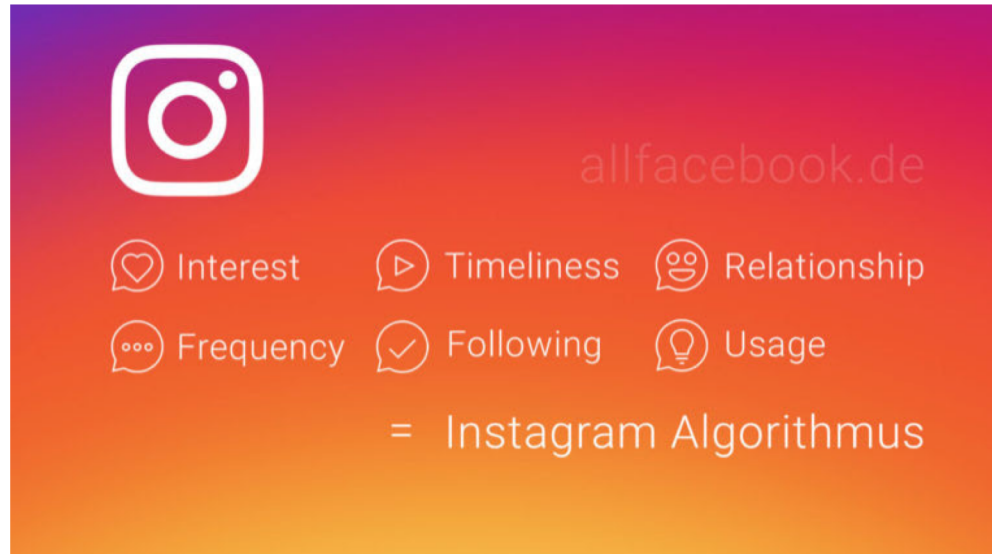 allfacebook.de
Interest Timeliness Relationship
Frequency Following Usage
= Instagram Algorithmus